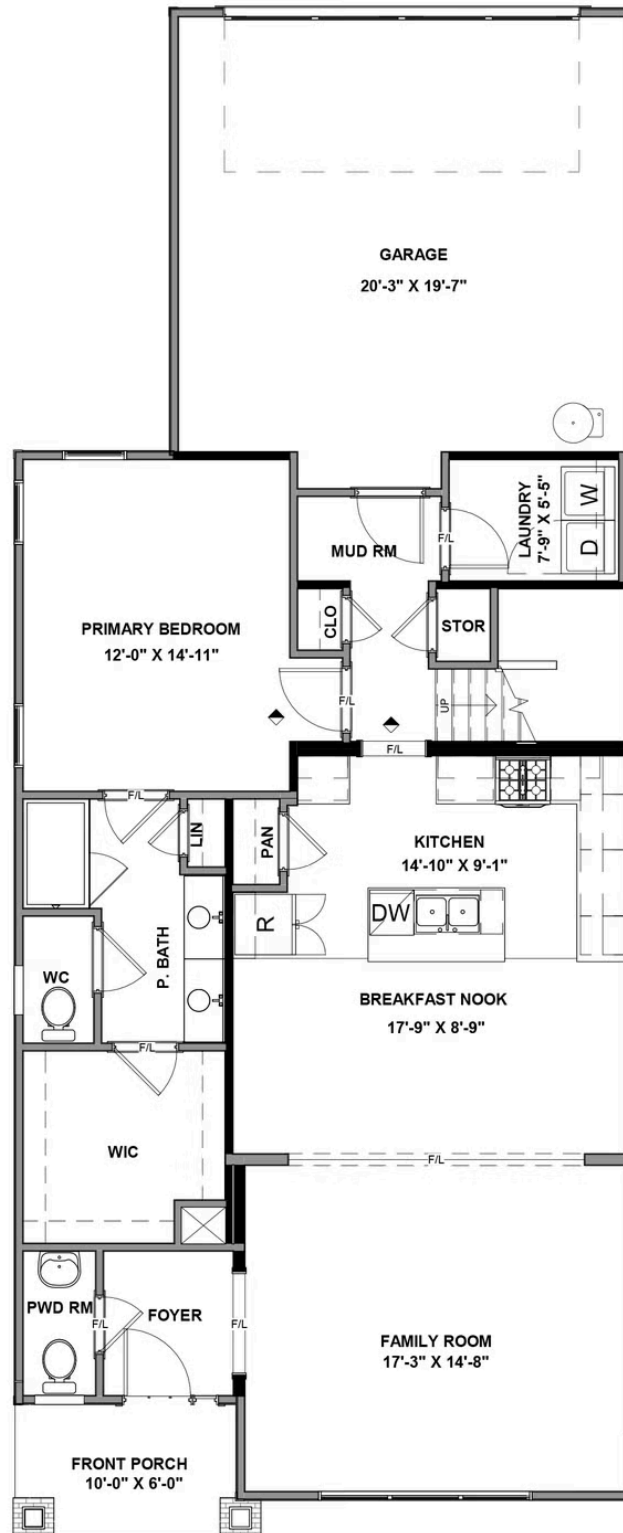 GARAGE
20'-3" X 19'-7"
LAUNDRY
7'-9" X 5'-5"
W
D
F/L
MUD RM
CLO
STOR
PRIMARY BEDROOM
12'-0" X 14'-11"
F/L
UP
F/L
F/L
LIN
PAN
KITCHEN
14'-10" X 9'-1"
DW
R
P. BATH
WC
BREAKFAST NOOK
17'-9" X 8'-9"
F/L
WIC
F/L
PWD RM
F/L
FOYER
F/L
FAMILY ROOM
17'-3" X 14'-8"
FRONT PORCH
10'-0" X 6'-0"